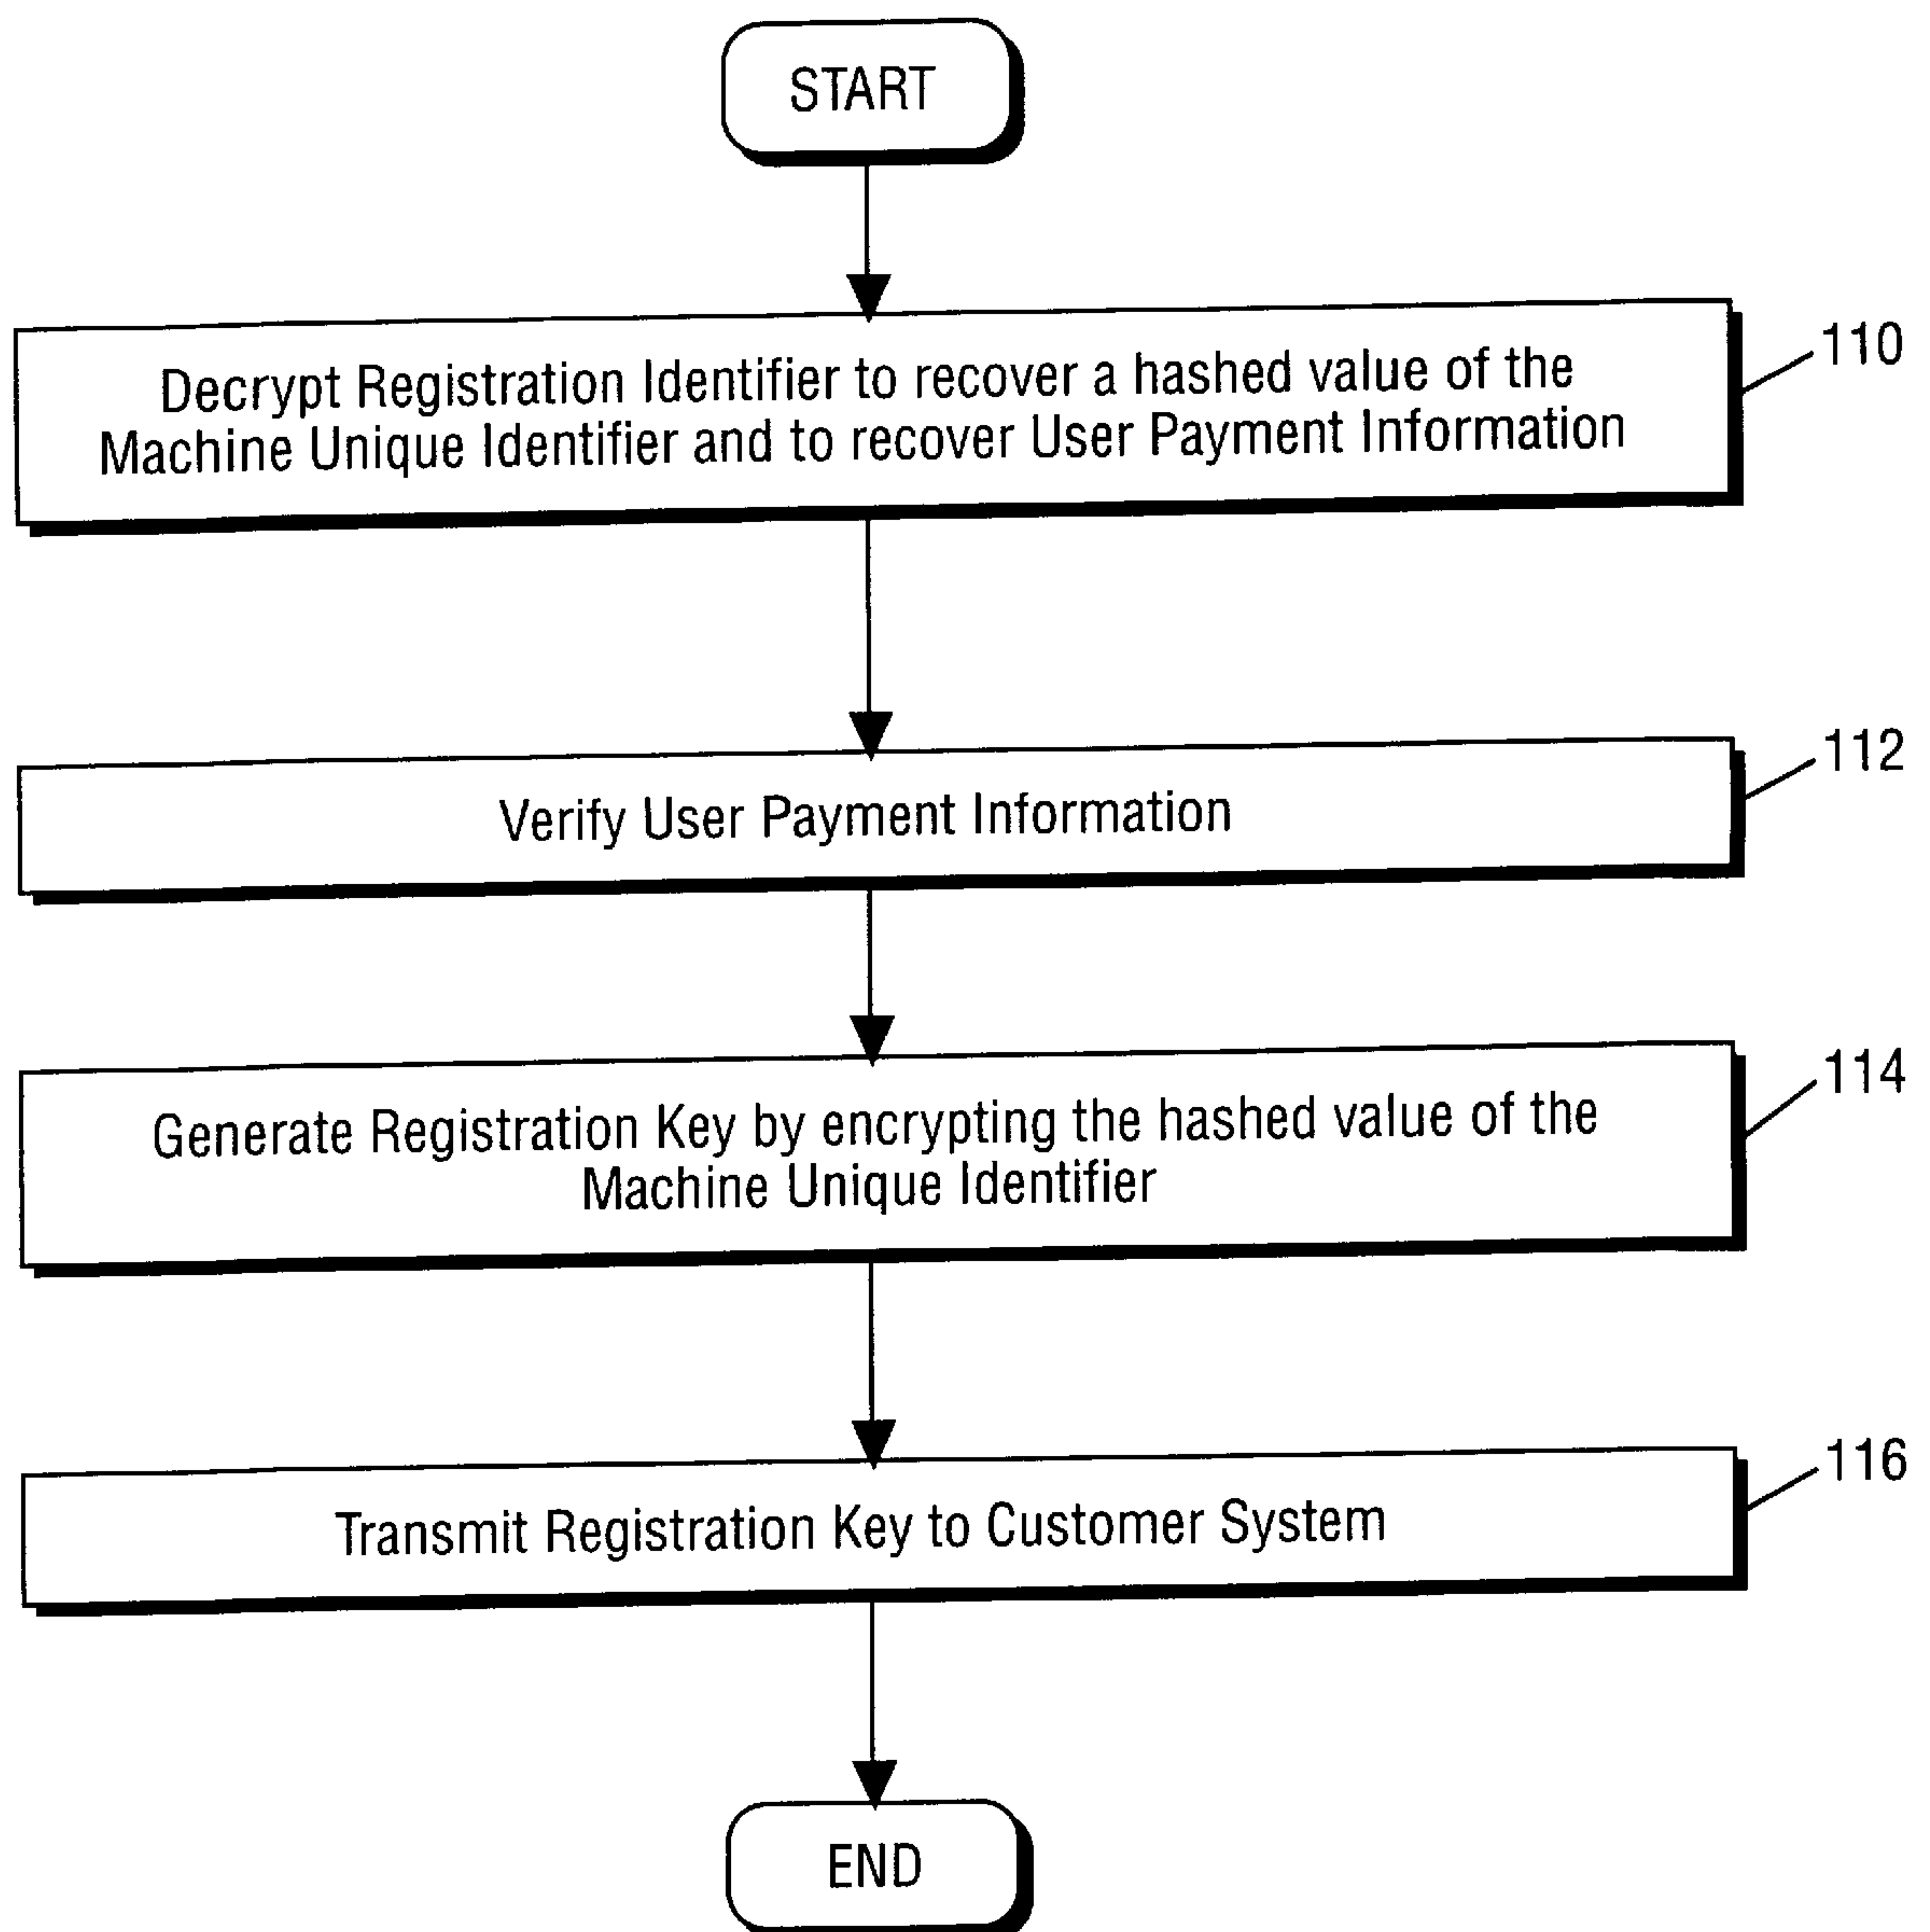 START
Decrypt Registration Identifier to recover a hashed value of the
Machine Unique Identifier and to recover User Payment Information
110
Verify User Payment Information
112
Generate Registration Key by encrypting the hashed value of the
Machine Unique Identifier
114
Transmit Registration Key to Customer System
116
END